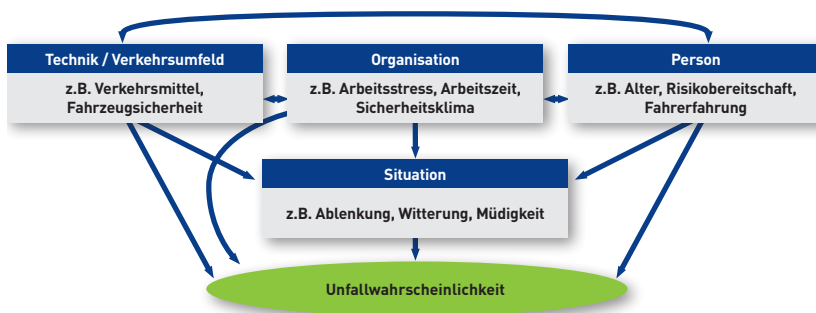 Technik / Verkehrsumfeld
z.B. Verkehrsmittel,
Fahrzeugsicherheit
Organisation
z.B. Arbeitsstress, Arbeitszeit,
Sicherheitsklima
Person
z.B. Alter, Risikobereitschaft,
Fahrerfahrung
Situation
z.B. Ablenkung, Witterung, Müdigkeit
Unfallwahrscheinlichkeit